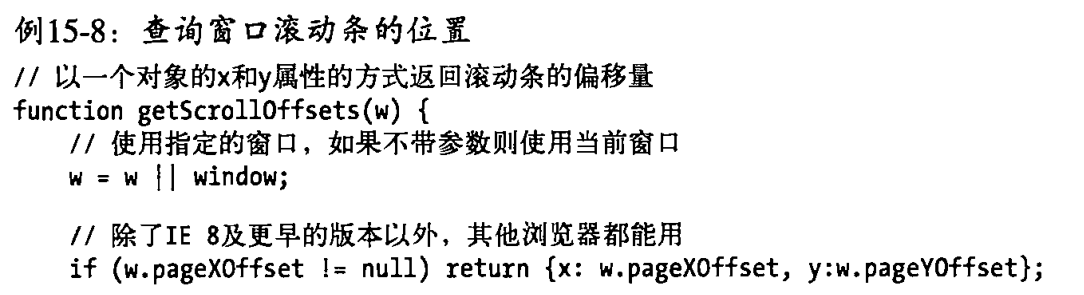 例15-8：查询窗口滚动条的位置
// 以一个对象的x和y属性的方式返回滚动条的偏移量
function getScrollOffsets(w) {
    // 使用指定的窗口，如果不带参数则使用当前窗口
    w = w || window;
    // 除了IE 8及更早的版本以外，其他浏览器都能用
    if (w.pageXOffset != null) return {x: w.pageXOffset, y:w.pageYOffset};